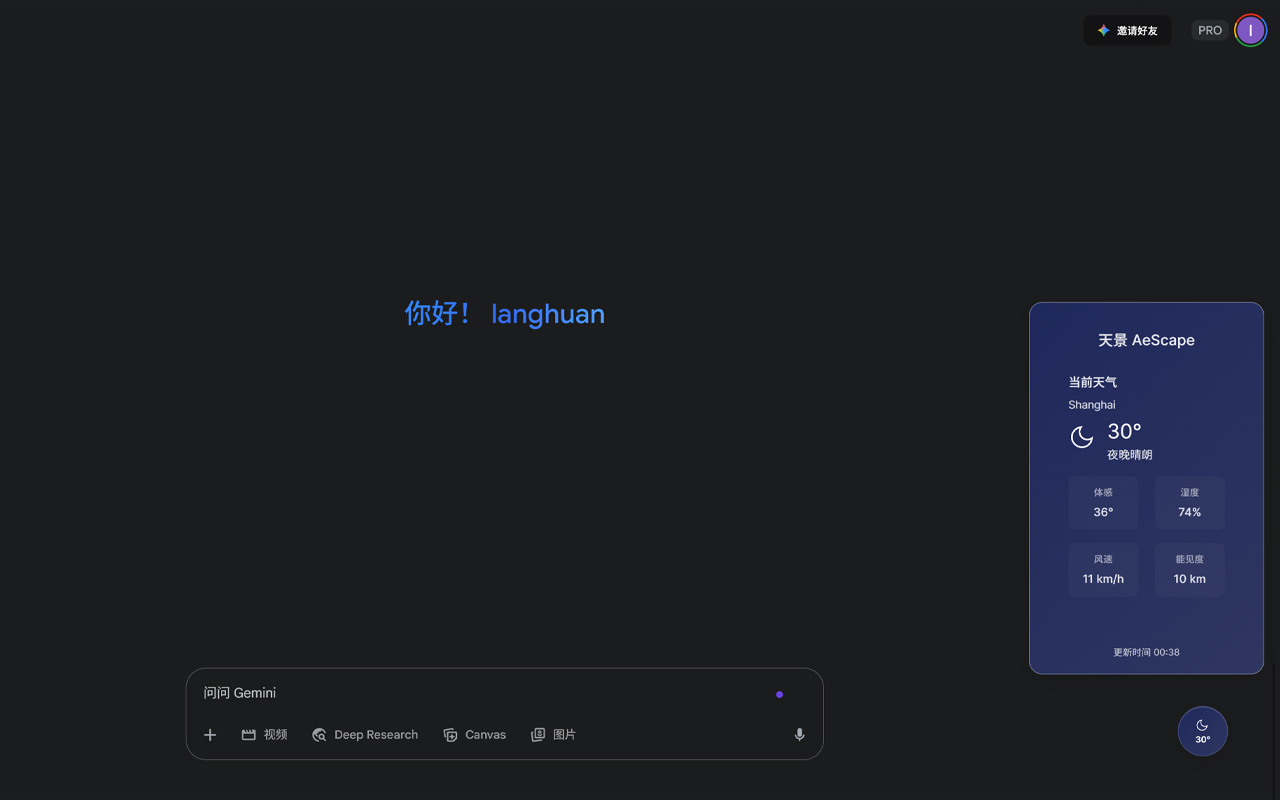 邀请好友
PRO
I
你好！ langhuan
天景 AeScape
当前天气
Shanghai
30°
夜晚晴朗
体感
36°
湿度
74%
风速
11 km/h
能见度
10 km
更新时间 00:38
问问 Gemini
视频
Deep Research
Canvas
图片
30°